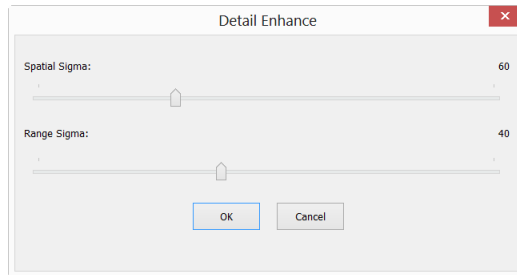 Detail Enhance
Spatial Sigma: 60
Range Sigma: 40
OK Cancel